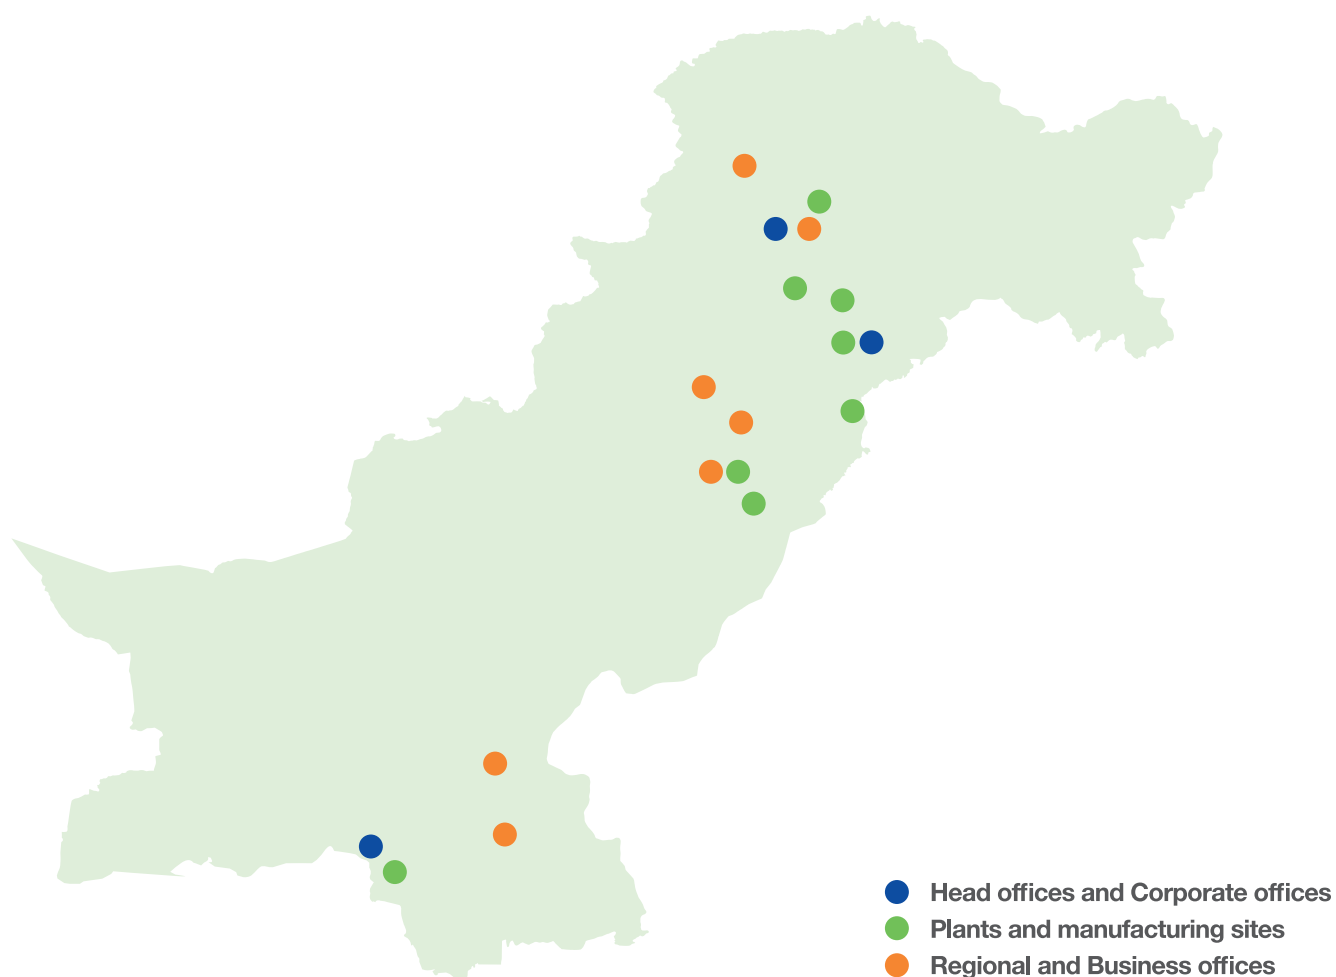 Head offices and Corporate offices
Plants and manufacturing sites
Regional and Business offices